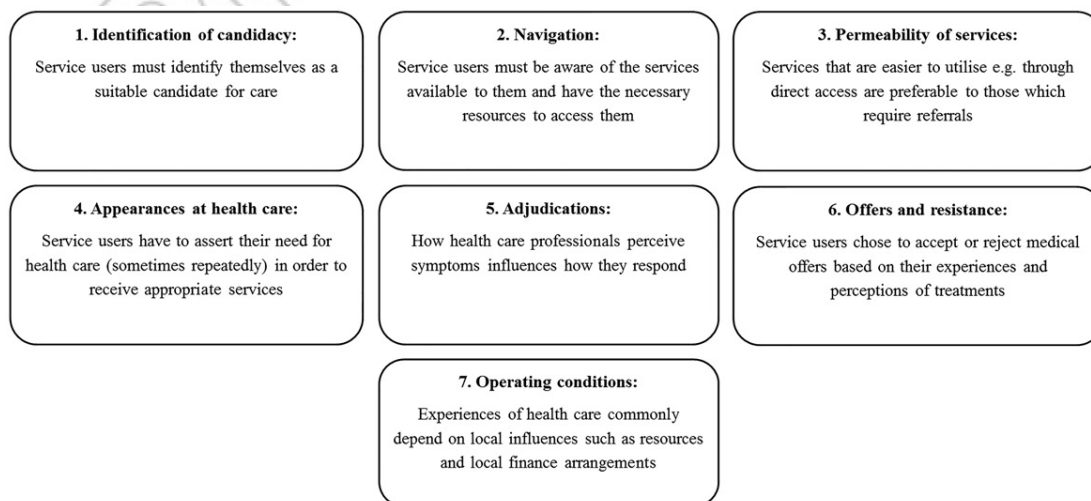 1. Identification of candidacy:
Service users must identify themselves as a
suitable candidate for care
2. Navigation:
Service users must be aware of the services
available to them and have the necessary
resources to access them
3. Permeability of services:
Services that are easier to utilise e.g. through
direct access are preferable to those which
require referrals
4. Appearances at health care:
Service users have to assert their need for
health care (sometimes repeatedly) in order to
receive appropriate services
5. Adjudications:
How health care professionals perceive
symptoms influences how they respond
6. Offers and resistance:
Service users chose to accept or reject medical
offers based on their experiences and
perceptions of treatments
7. Operating conditions:
Experiences of health care commonly
depend on local influences such as resources
and local finance arrangements